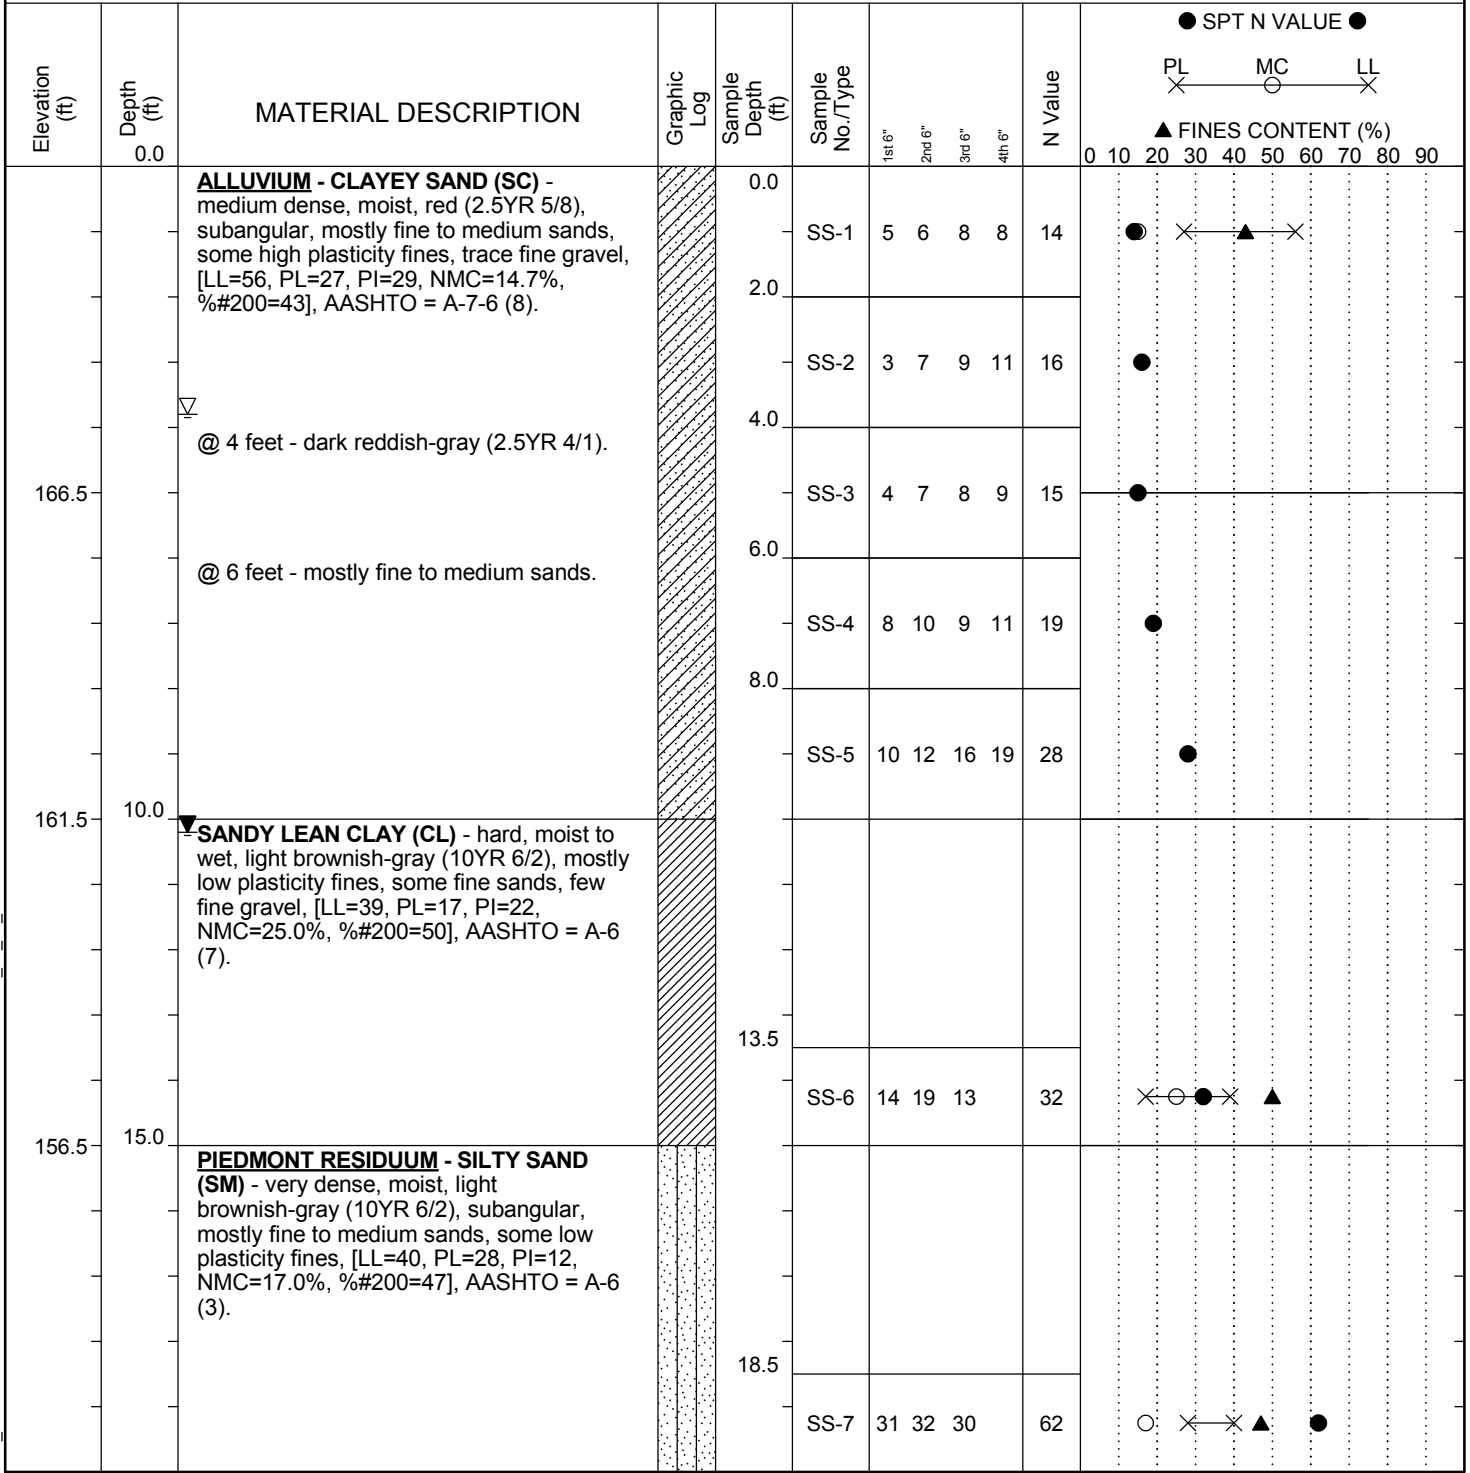 ● SPT N VALUE ●
PL MC LL
▲ FINES CONTENT (%)
0 10 20 30 40 50 60 70 80 90
Elevation
(ft)
Depth
(ft)
0.0
MATERIAL DESCRIPTION
Graphic
Log
Sample
Depth
(ft)
Sample
No./Type
1st 6"
2nd 6"
3rd 6"
4th 6"
N Value
ALLUVIUM - CLAYEY SAND (SC) -
medium dense, moist, red (2.5YR 5/8),
subangular, mostly fine to medium sands,
some high plasticity fines, trace fine gravel,
[LL=56, PL=27, PI=29, NMC=14.7%,
%#200=43], AASHTO = A-7-6 (8).
0.0
SS-1 5 6 8 8 14
2.0
SS-2 3 7 9 11 16
4.0
@ 4 feet - dark reddish-gray (2.5YR 4/1).
166.5
SS-3 4 7 8 9 15
6.0
@ 6 feet - mostly fine to medium sands.
SS-4 8 10 9 11 19
8.0
SS-5 10 12 16 19 28
161.5 10.0
SANDY LEAN CLAY (CL) - hard, moist to
wet, light brownish-gray (10YR 6/2), mostly
low plasticity fines, some fine sands, few
fine gravel, [LL=39, PL=17, PI=22,
NMC=25.0%, %#200=50], AASHTO = A-6
(7).
13.5
SS-6 14 19 13 32
156.5 15.0
PIEDMONT RESIDUUM - SILTY SAND
(SM) - very dense, moist, light
brownish-gray (10YR 6/2), subangular,
mostly fine to medium sands, some low
plasticity fines, [LL=40, PL=28, PI=12,
NMC=17.0%, %#200=47], AASHTO = A-6
(3).
18.5
SS-7 31 32 30 62